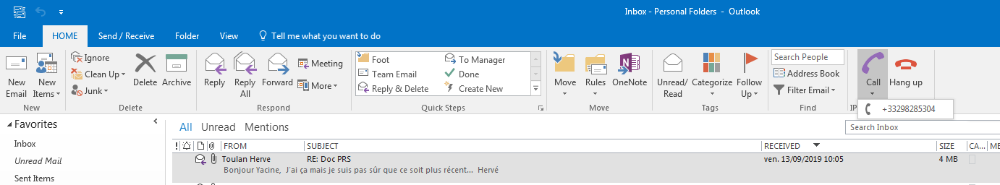 Inbox - Personal Folders - Outlook
File HOME Send / Receive Folder View Tell me what you want to do
New Email
New Items
New
Ignore
Clean Up
Junk
Delete
Archive
Delete
Reply
Reply All
Forward
Meeting
More
Respond
Foot
Team Email
Reply & Delete
To Manager
Done
Create New
Quick Steps
Move
Rules
OneNote
Move
Unread/ Read
Categorize
Follow Up
Tags
Search People
Address Book
Filter Email
Find
Call
Hang up
IP
+33298285304
Favorites
Inbox
Unread Mail
Sent Items
All Unread Mentions
Search Inbox
FROM SUBJECT RECEIVED SIZE CA... ME
Toulan Herve RE: Doc PRS ven. 13/09/2019 10:05 4 MB
Bonjour Yacine, J'ai ça mais je suis pas sûr que ce soit plus récent... Hervé